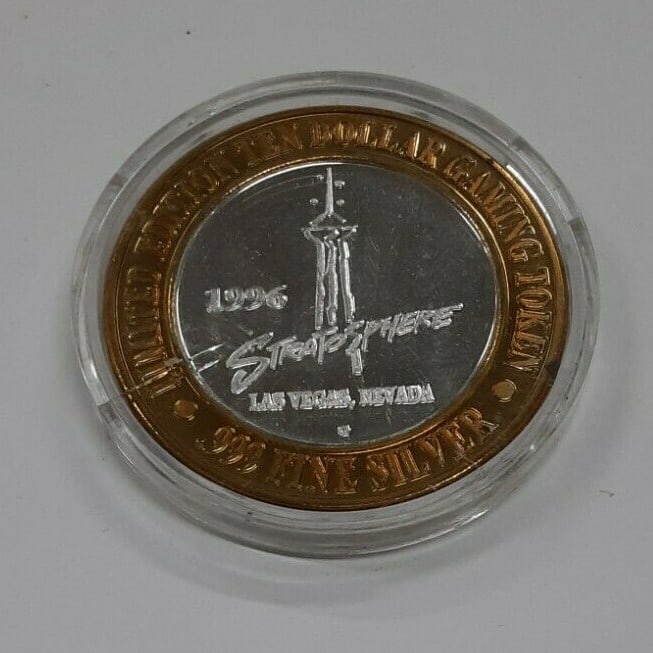 LIMITED EDITION TEN DOLLAR GAMING TOKEN
1996
STRATOSPHERE
LAS VEGAS, NEVADA
.999 FINE SILVER